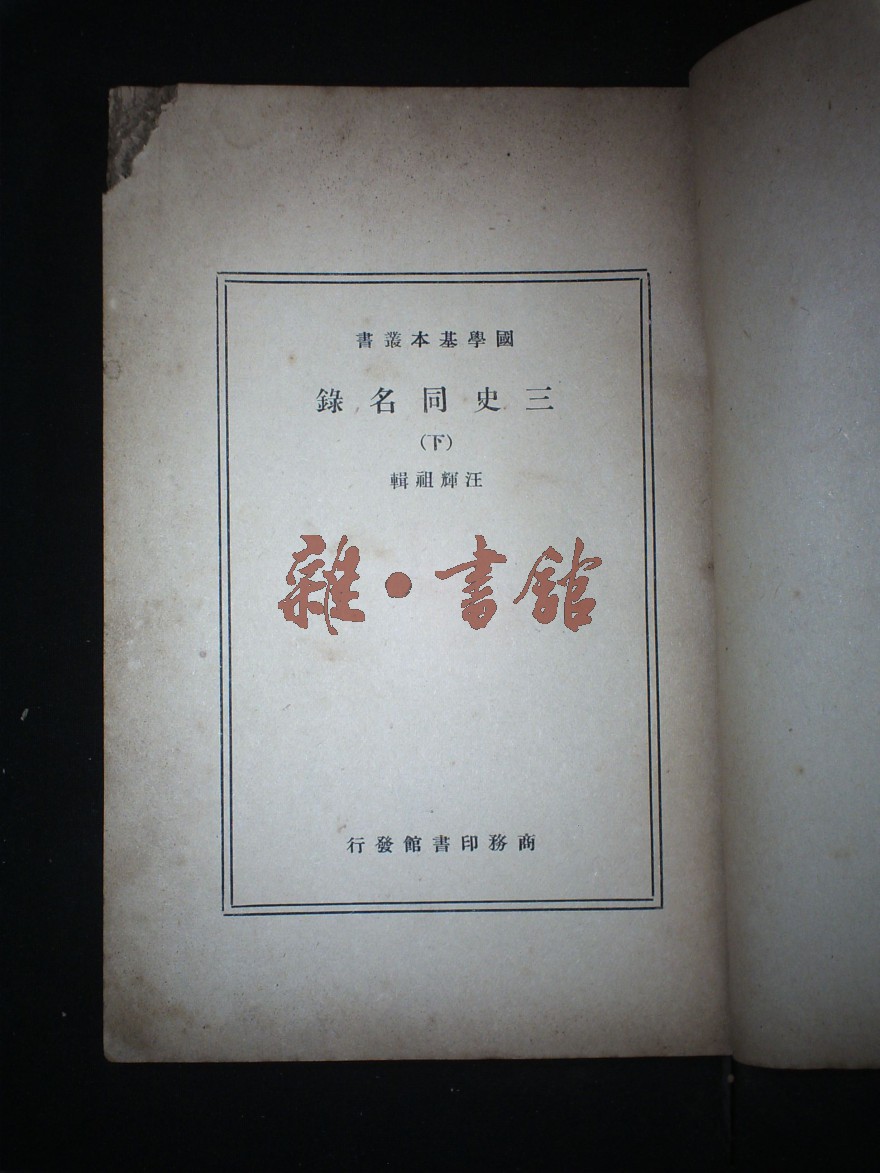 國學基本叢書
三史同名錄
(下)
汪輝祖輯
雜·書館
商務印書館發行